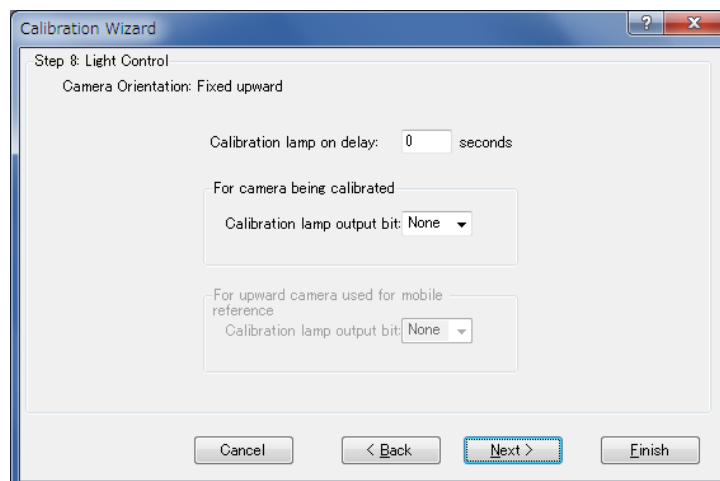 Calibration Wizard
?
X
Step 8: Light Control
Camera Orientation: Fixed upward
Calibration lamp on delay: 0 seconds
For camera being calibrated
Calibration lamp output bit: None
For upward camera used for mobile
reference
Calibration lamp output bit: None
Cancel
< Back
Next >
Finish